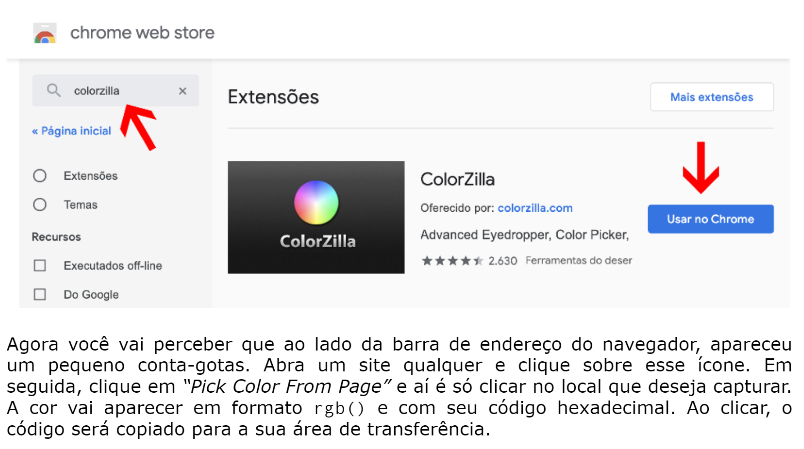 chrome web store
colorzilla ×
« Página inicial
Extensões
Temas
Recursos
Executados off-line
Do Google
Extensões
Mais extensões
ColorZilla
ColorZilla
Oferecido por: colorzilla.com
Usar no Chrome
Advanced Eyedropper, Color Picker,
2.630 Ferramentas do deser
Agora você vai perceber que ao lado da barra de endereço do navegador, apareceu
um pequeno conta-gotas. Abra um site qualquer e clique sobre esse ícone. Em
seguida, clique em “Pick Color From Page” e aí é só clicar no local que deseja capturar.
A cor vai aparecer em formato rgb() e com seu código hexadecimal. Ao clicar, o
código será copiado para a sua área de transferência.